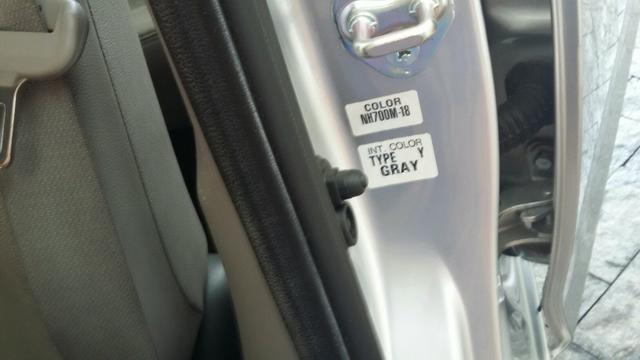 COLOR
NH700M-18
INT. COLOR
TYPE Y
GRAY